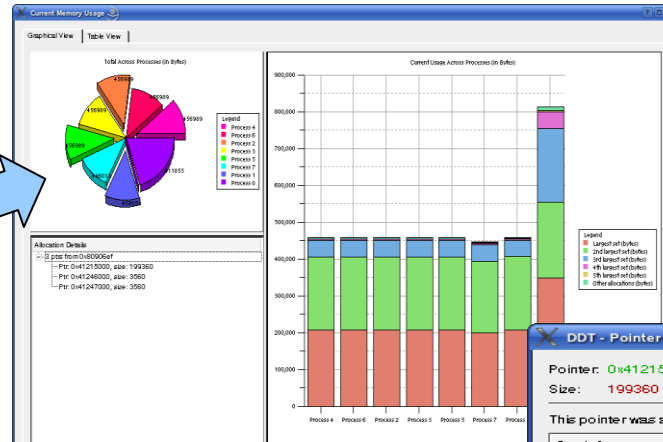 Current Memory Usage
Graphical View
Table View
Total Across Processes (in Bytes)
456989
456989
456989
456989
456989
Legend
Process 4
Process 6
Process 2
Process 3
Process 5
Process 7
Process 1
Process 0
Current Usage Across Processes (in Bytes)
900,000
800,000
700,000
600,000
500,000
400,000
300,000
200,000
100,000
0
Process 4
Process 6
Process 2
Process 3
Process 5
Process 7
Process
Legend
Largest set (bytes)
2nd largest set (bytes)
3rd largest set (bytes)
4th largest set (bytes)
5th largest set (bytes)
Other allocations (bytes)
Allocation Details
3 ptrs from 0x80906ef
Ptr: 0x41215000, size: 199360
Ptr: 0x41246000, size: 3560
Ptr: 0x41247000, size: 3560
DDT - Pointer
Pointer: 0x41215
Size: 199360
This pointer was a